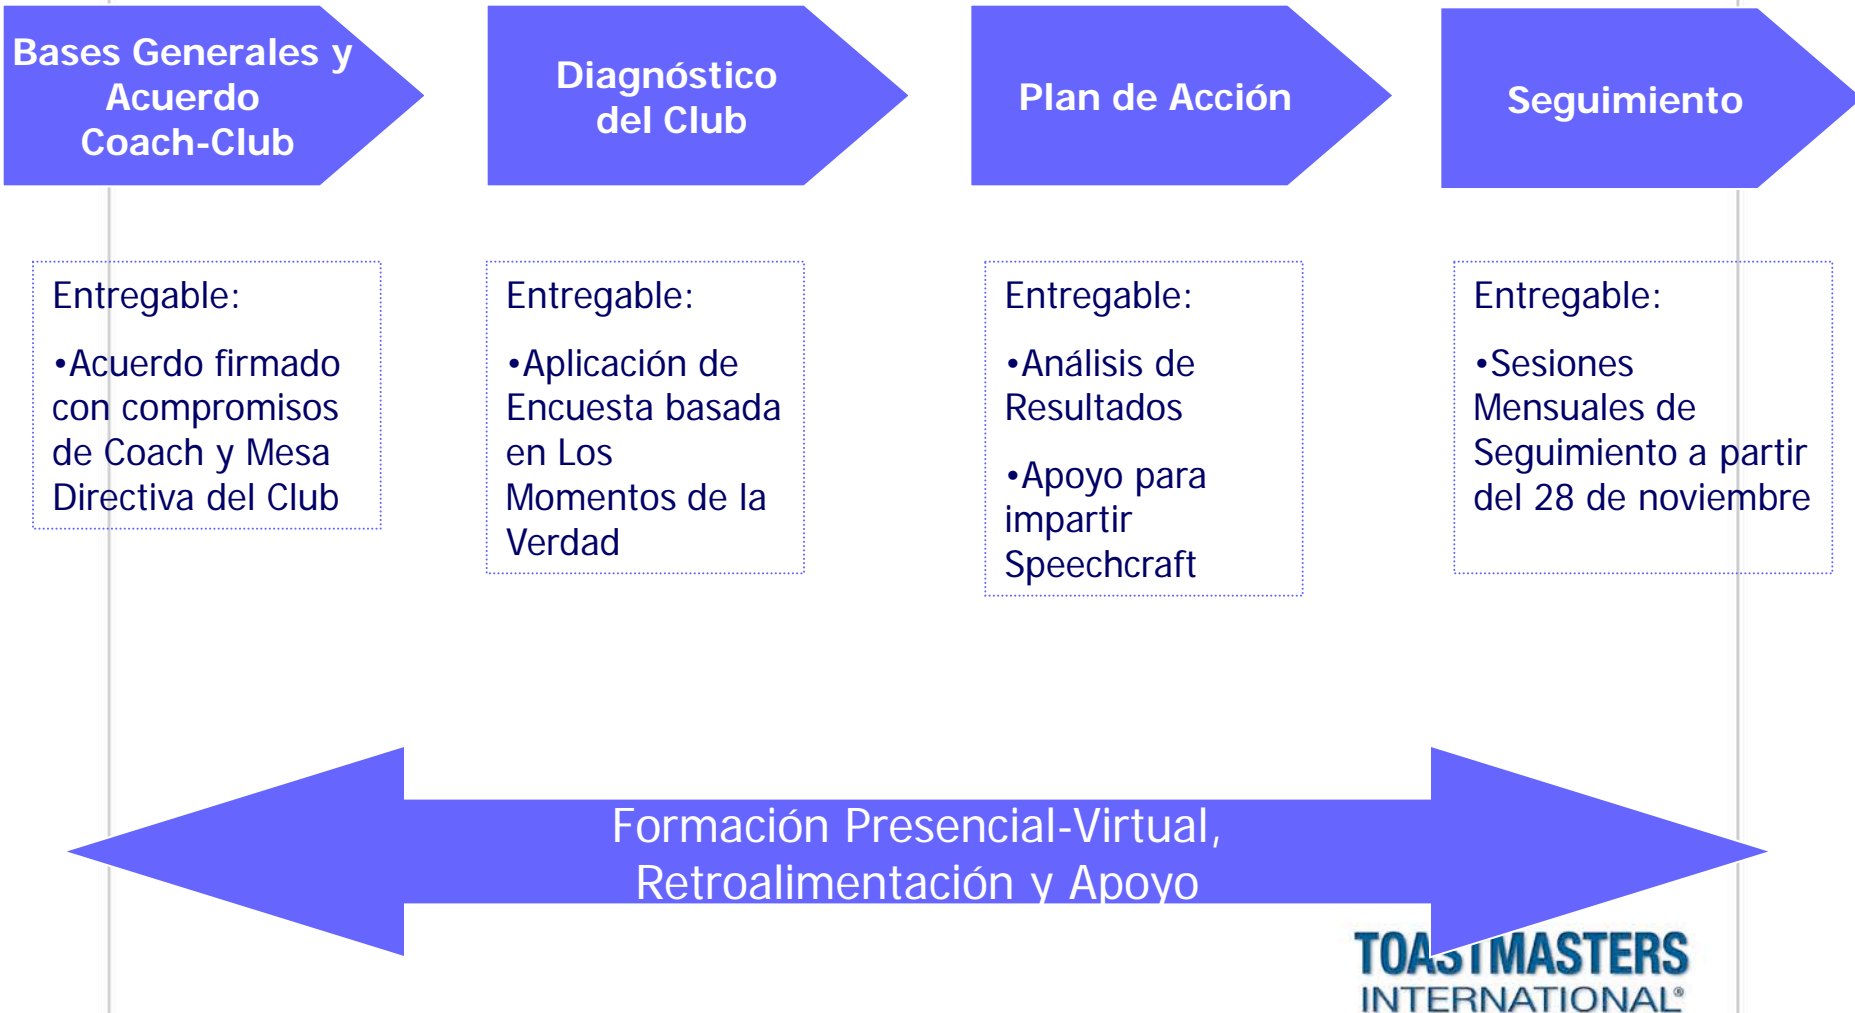 Bases Generales y
Acuerdo
Coach-Club
Diagnóstico
del Club
Plan de Acción
Seguimiento
Entregable:
•Acuerdo firmado
con compromisos
de Coach y Mesa
Directiva del Club
Entregable:
•Aplicación de
Encuesta basada
en Los
Momentos de la
Verdad
Entregable:
•Análisis de
Resultados
•Apoyo para
impartir
Speechcraft
Entregable:
•Sesiones
Mensuales de
Seguimiento a partir
del 28 de noviembre
Formación Presencial-Virtual,
Retroalimentación y Apoyo
TOASTMASTERS
INTERNATIONAL®